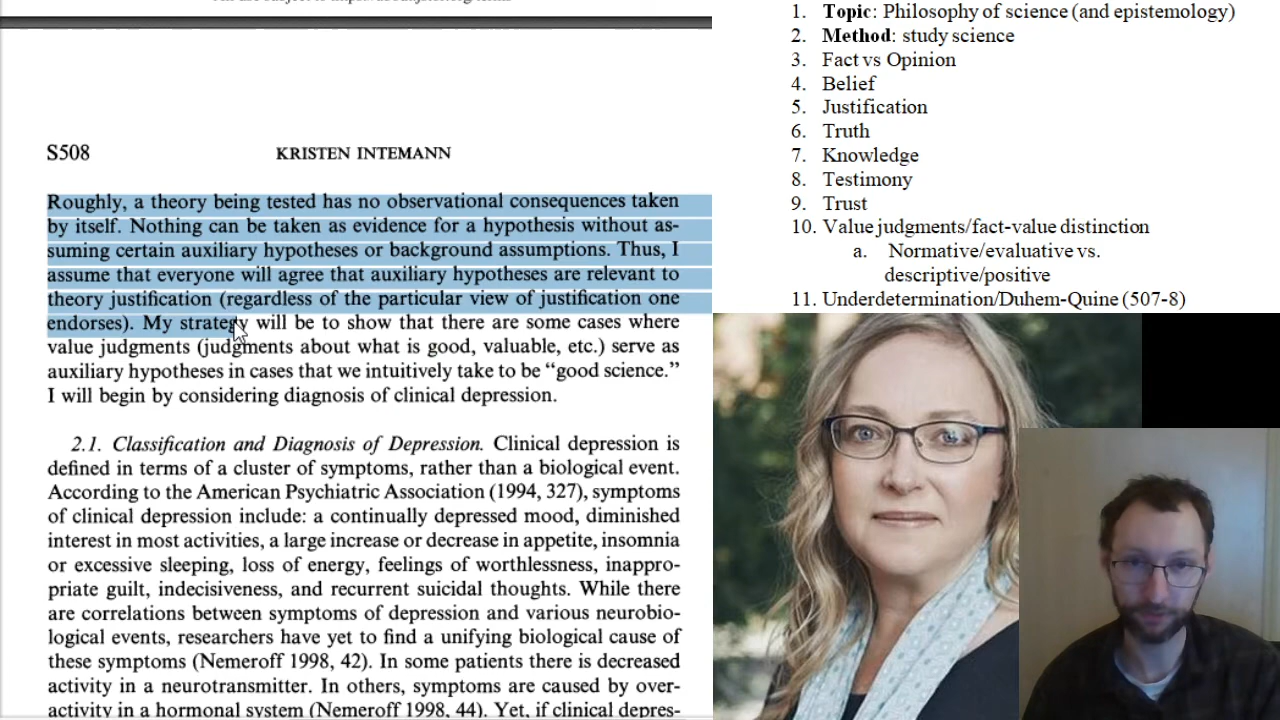 S508
KRISTEN INTEMANN
Roughly, a theory being tested has no observational consequences taken
by itself. Nothing can be taken as evidence for a hypothesis without as-
suming certain auxiliary hypotheses or background assumptions. Thus, I
assume that everyone will agree that auxiliary hypotheses are relevant to
theory justification (regardless of the particular view of justification one
endorses). My strategy will be to show that there are some cases where
value judgments (judgments about what is good, valuable, etc.) serve as
auxiliary hypotheses in cases that we intuitively take to be “good science.”
I will begin by considering diagnosis of clinical depression.
2.1. Classification and Diagnosis of Depression. Clinical depression is
defined in terms of a cluster of symptoms, rather than a biological event.
According to the American Psychiatric Association (1994, 327), symptoms
of clinical depression include: a continually depressed mood, diminished
interest in most activities, a large increase or decrease in appetite, insomnia
or excessive sleeping, loss of energy, feelings of worthlessness, inappro-
priate guilt, indecisiveness, and recurrent suicidal thoughts. While there
are correlations between symptoms of depression and various neurobio-
logical events, researchers have yet to find a unifying biological cause of
these symptoms (Nemeroff 1998, 42). In some patients there is decreased
activity in a neurotransmitter. In others, symptoms are caused by over-
activity in a hormonal system (Nemeroff 1998, 44). Yet, if clinical depres-
1. Topic: Philosophy of science (and epistemology)
2. Method: study science
3. Fact vs Opinion
4. Belief
5. Justification
6. Truth
7. Knowledge
8. Testimony
9. Trust
10. Value judgments/fact-value distinction
a. Normative/evaluative vs.
descriptive/positive
11. Underdetermination/Duhem-Quine (507-8)